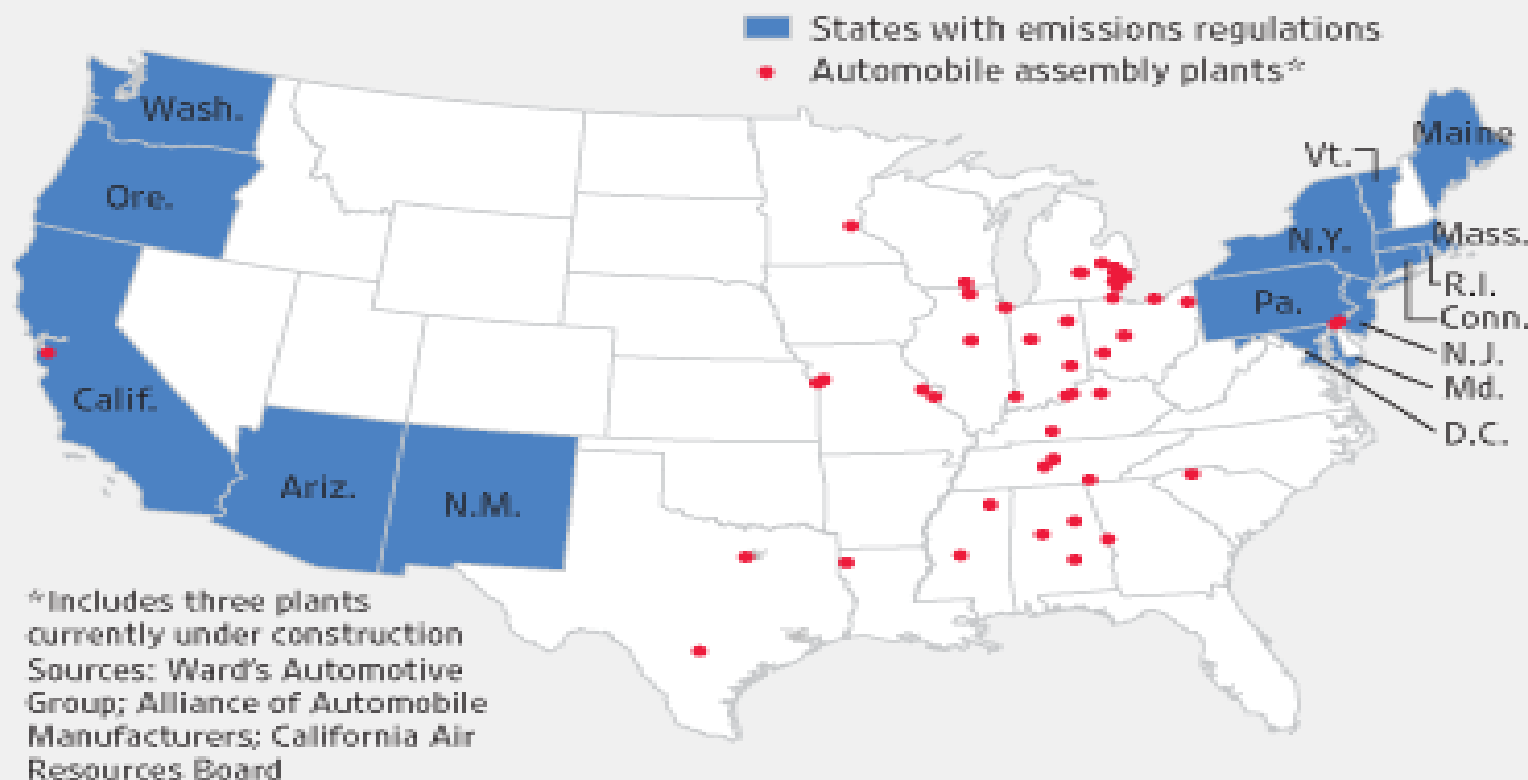 States with emissions regulations
Automobile assembly plants*
Wash.
Maine
Vt.
Ore.
N.Y.
Mass.
R.I.
Pa.
Conn.
N.J.
Calif.
Md.
D.C.
Ariz.
N.M.
*Includes three plants
currently under construction
Sources: Ward's Automotive
Group; Alliance of Automobile
Manufacturers; California Air
Resources Board